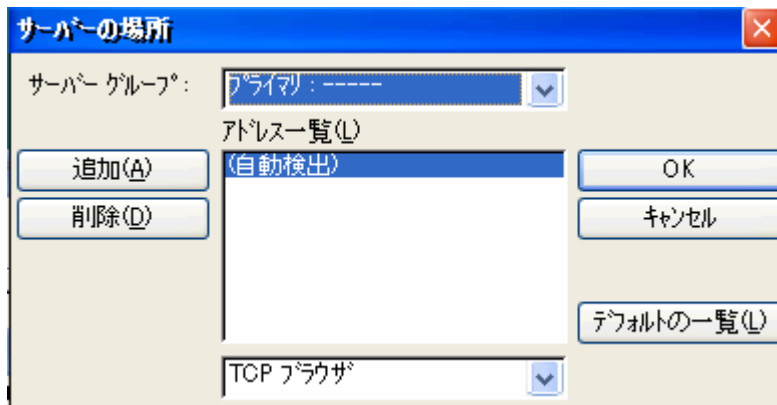 サーバーの場所
サーバー グループ:
プライマリ : -----
アドレス一覧(L)
追加(A)
(自動検出)
OK
削除(D)
キャンセル
デフォルトの一覧(L)
TCP ブラウザ